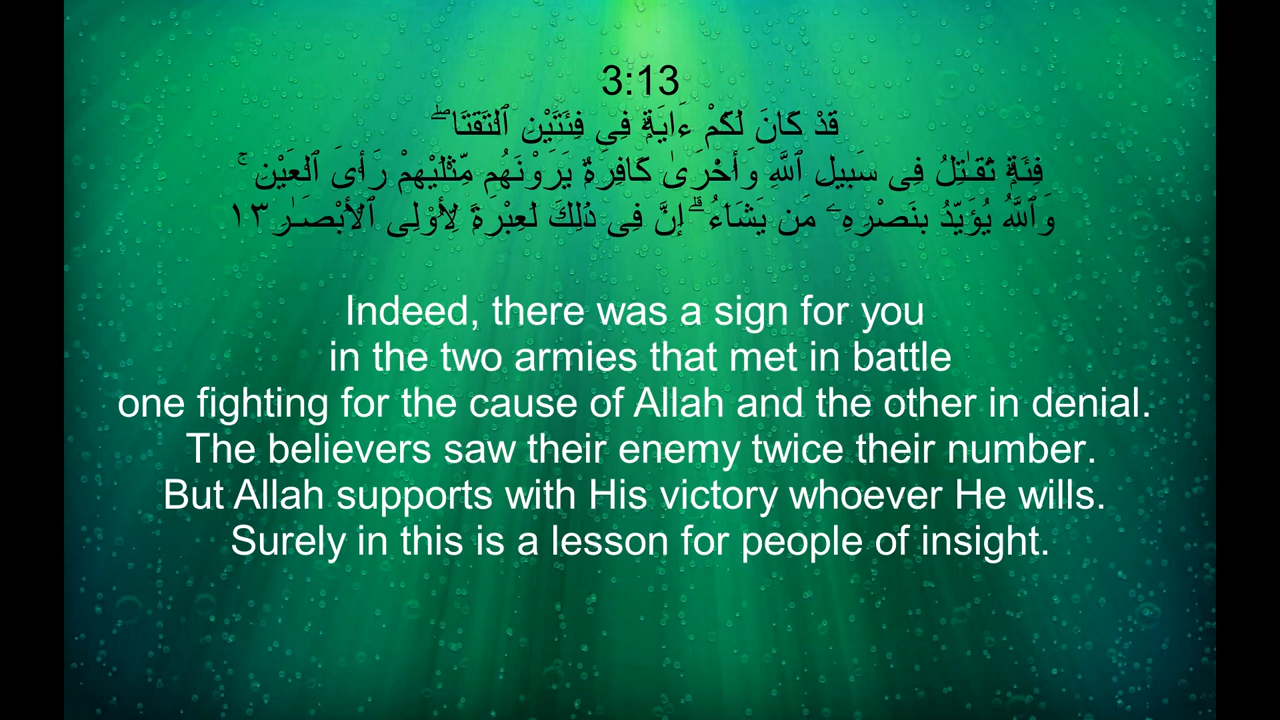 3:13
قَدْ كَانَ لَكُمْ ءَايَةٌۭ فِى فِئَتَيْنِ ٱلْتَقَتَا ۖ
فِئَةٌۭ تُقَـٰتِلُ فِى سَبِيلِ ٱللَّهِ وَأُخْرَىٰ كَافِرَةٌۭ يَرَوْنَهُم مِّثْلَيْهِمْ رَأْىَ ٱلْعَيْنِ ۚ
وَٱللَّهُ يُؤَيِّدُ بِنَصْرِهِۦ مَن يَشَآءُ ۗ إِنَّ فِى ذَٰلِكَ لَعِبْرَةًۭ لِّأُو۟لِى ٱلْأَبْصَـٰرِ ١٣
Indeed, there was a sign for you
in the two armies that met in battle
one fighting for the cause of Allah and the other in denial.
The believers saw their enemy twice their number.
But Allah supports with His victory whoever He wills.
Surely in this is a lesson for people of insight.